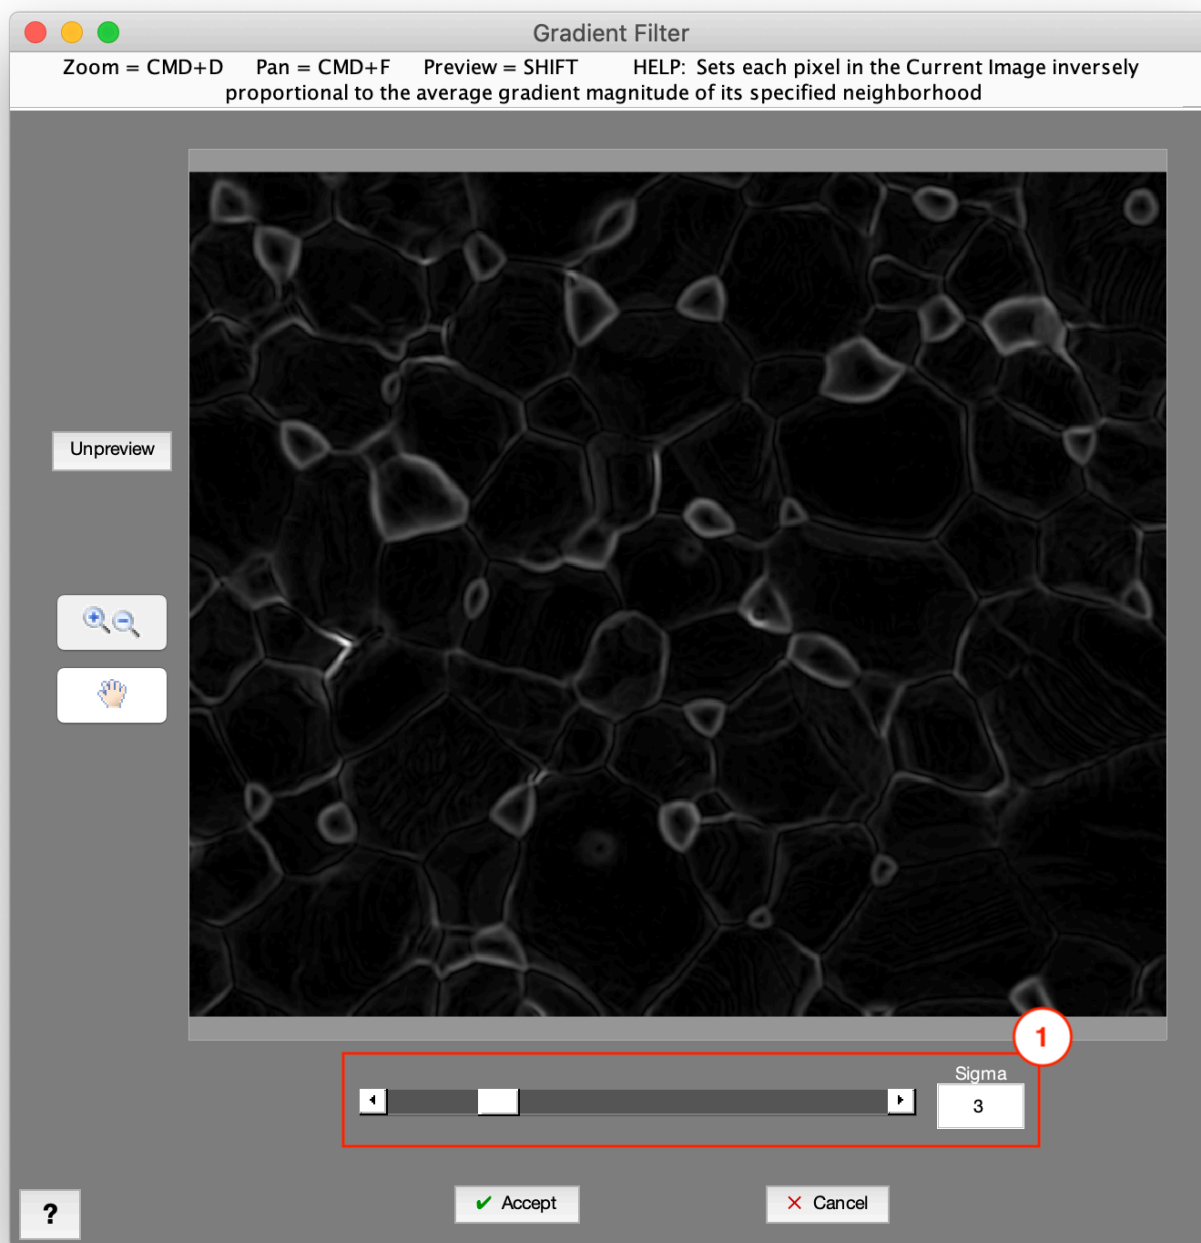 Gradient Filter
Zoom = CMD+D Pan = CMD+F Preview = SHIFT HELP: Sets each pixel in the Current Image inversely
proportional to the average gradient magnitude of its specified neighborhood
Unpreview
1
Sigma
3
Accept
Cancel
?